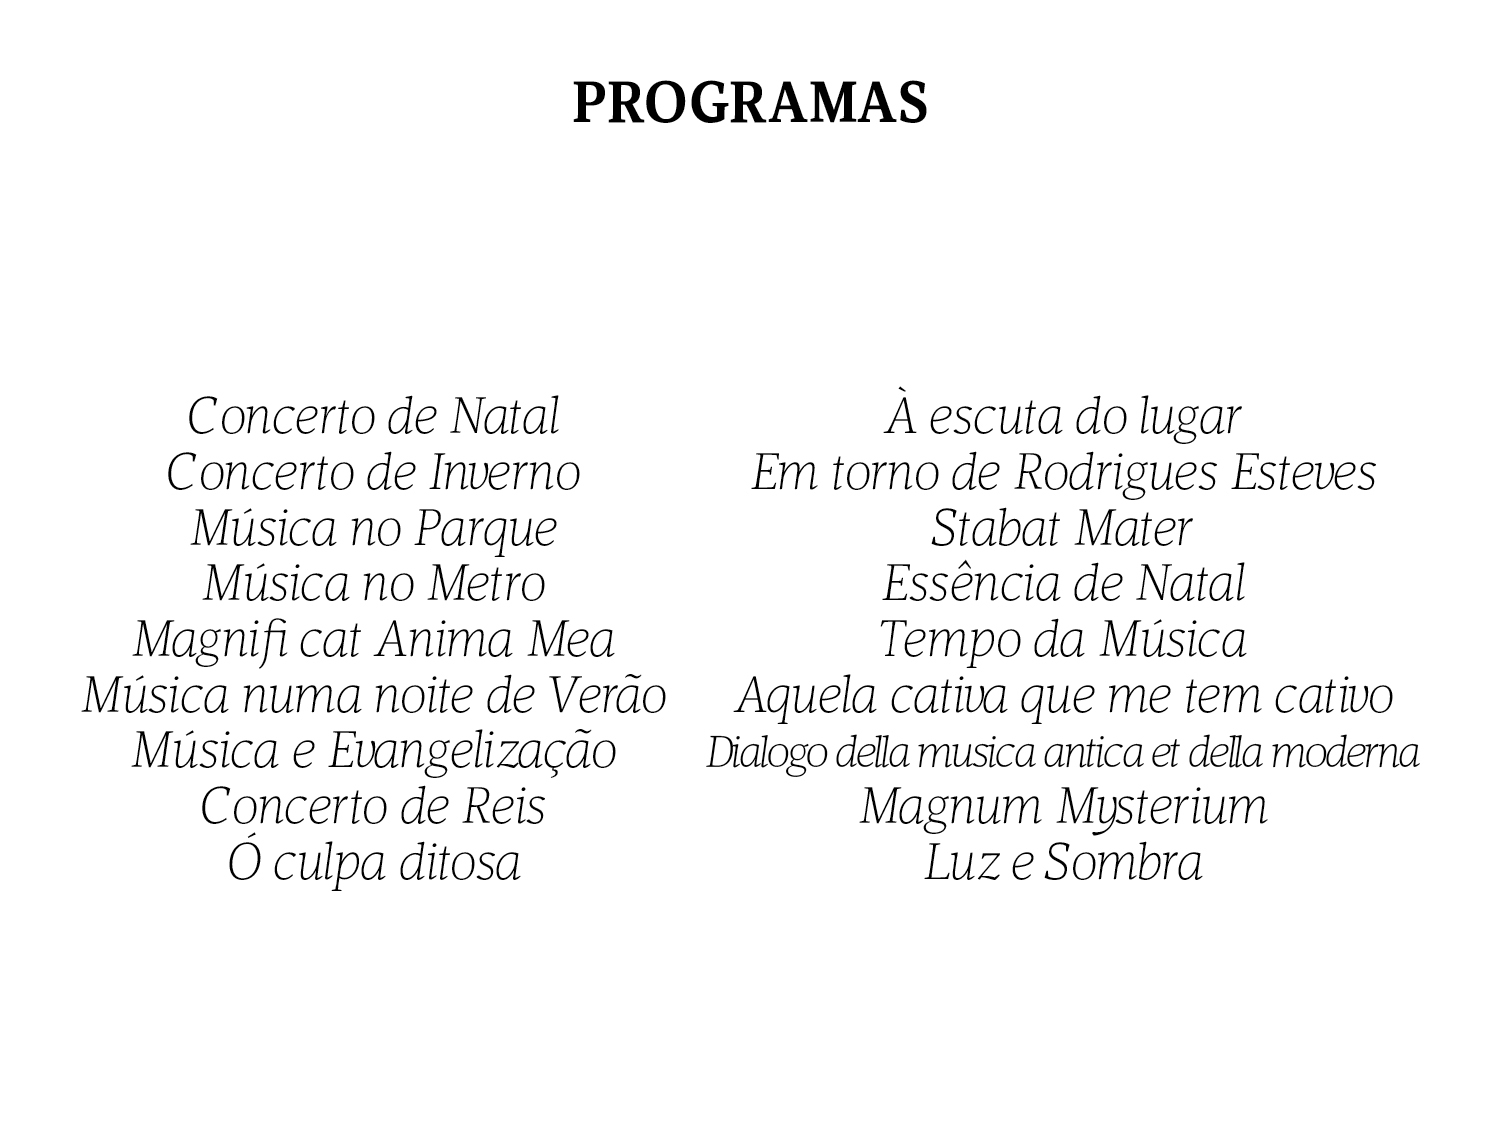 PROGRAMAS
Concerto de Natal
Concerto de Inverno
Música no Parque
Música no Metro
Magnifi cat Anima Mea
Música numa noite de Verão
Música e Evangelização
Concerto de Reis
Ó culpa ditosa
À escuta do lugar
Em torno de Rodrigues Esteves
Stabat Mater
Essência de Natal
Tempo da Música
Aquela cativa que me tem cativo
Dialogo della musica antica et della moderna
Magnum Mysterium
Luz e Sombra